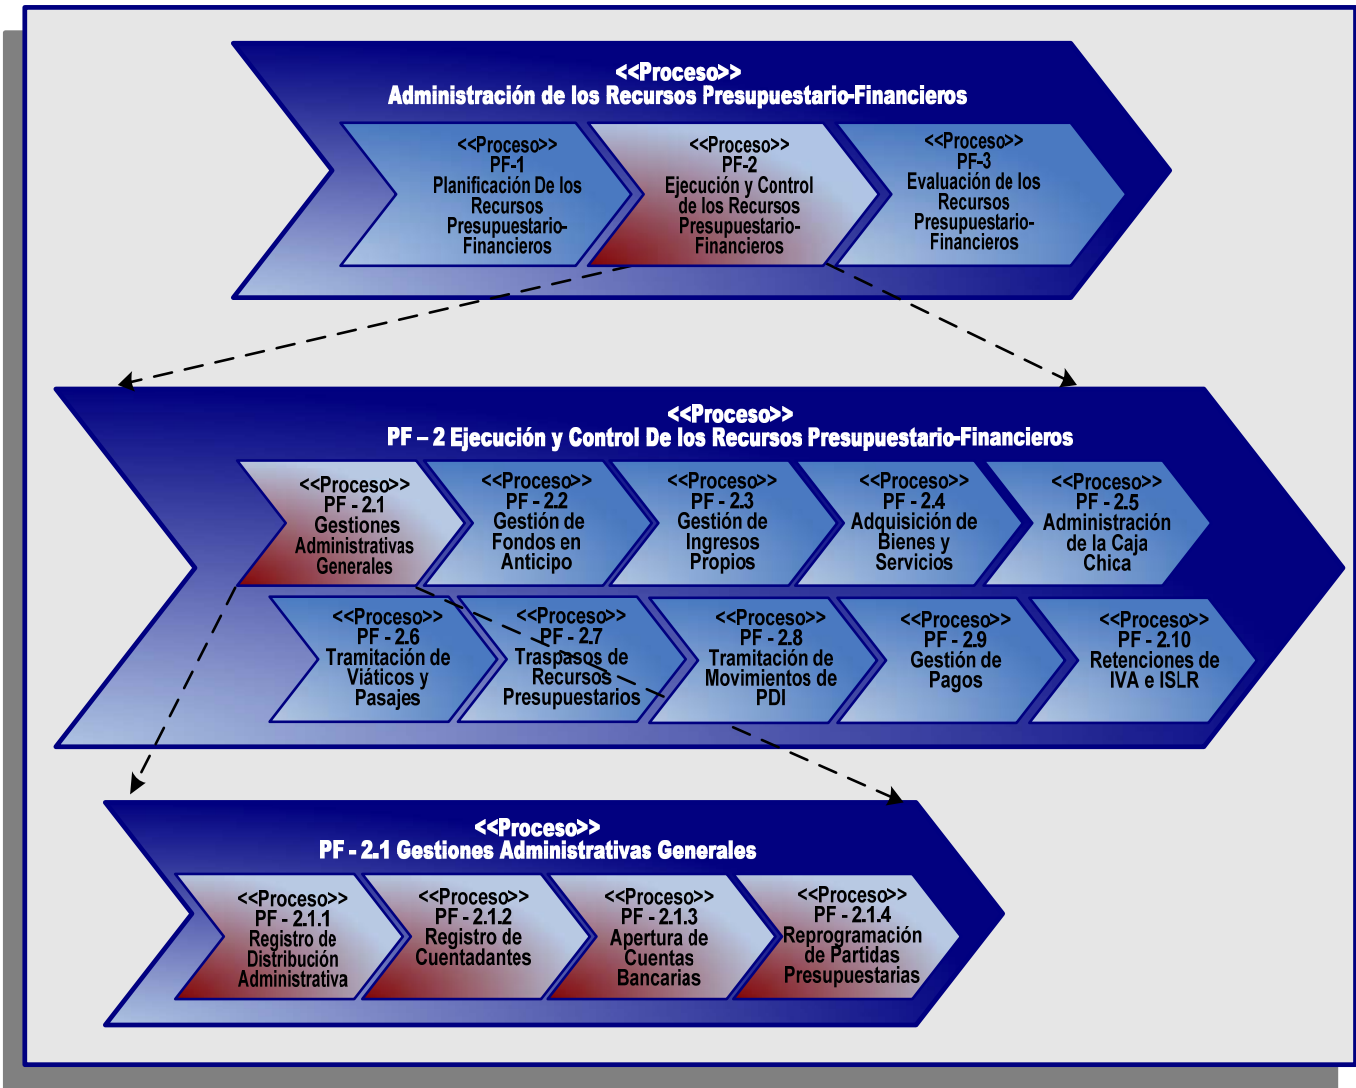 <<Proceso>>
Administración de los Recursos Presupuestario-Financieros
<<Proceso>>
PF-1
Planificación De los
Recursos
Presupuestario-
Financieros
<<Proceso>>
PF-2
Ejecución y Control
de los Recursos
Presupuestario-
Financieros
<<Proceso>>
PF-3
Evaluación de los
Recursos
Presupuestario-
Financieros
<<Proceso>>
PF – 2 Ejecución y Control De los Recursos Presupuestario-Financieros
<<Proceso>>
PF - 2.1
Gestiones
Administrativas
Generales
<<Proceso>>
PF - 2.2
Gestión de
Fondos en
Anticipo
<<Proceso>>
PF - 2.3
Gestión de
Ingresos
Propios
<<Proceso>>
PF - 2.4
Adquisición de
Bienes y
Servicios
<<Proceso>>
PF - 2.5
Administración
de la Caja
Chica
<<Proceso>>
PF - 2.6
Tramitación de
Viáticos y
Pasajes
<<Proceso>>
PF - 2.7
Traspasos de
Recursos
Presupuestarios
<<Proceso>>
PF - 2.8
Tramitación de
Movimientos de
PDI
<<Proceso>>
PF - 2.9
Gestión de
Pagos
<<Proceso>>
PF - 2.10
Retenciones de
IVA e ISLR
<<Proceso>>
PF - 2.1 Gestiones Administrativas Generales
<<Proceso>>
PF - 2.1.1
Registro de
Distribución
Administrativa
<<Proceso>>
PF - 2.1.2
Registro de
Cuentadantes
<<Proceso>>
PF - 2.1.3
Apertura de
Cuentas
Bancarias
<<Proceso>>
PF - 2.1.4
Reprogramación
de Partidas
Presupuestarias